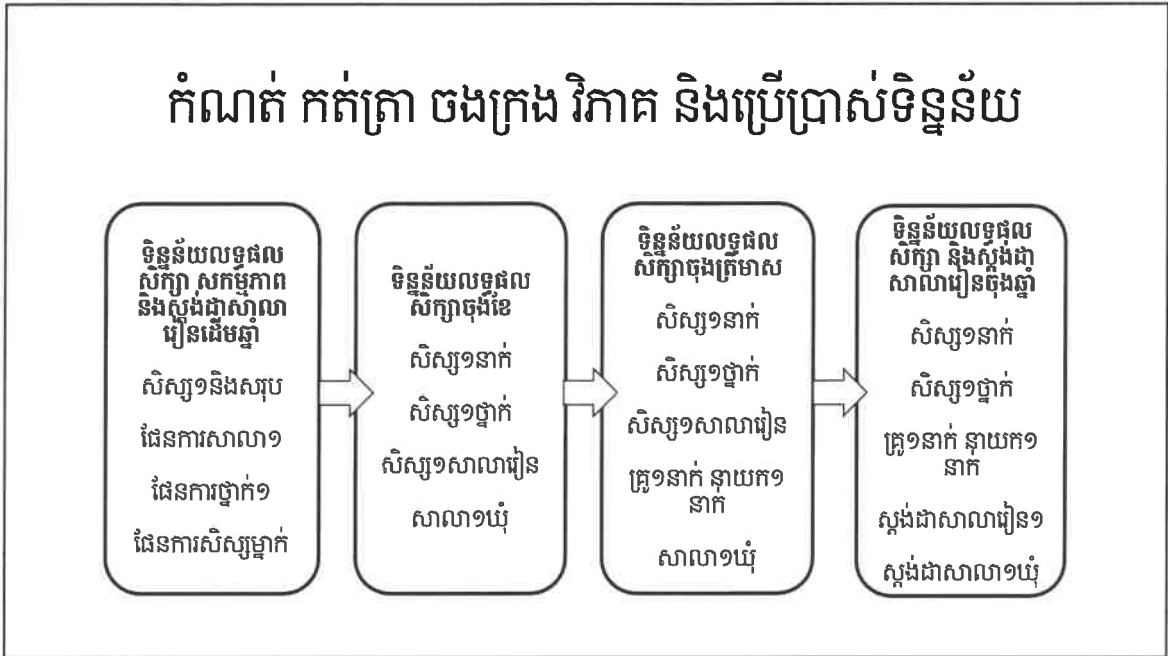 កំណត់ កត់ត្រា ចងក្រង វិភាគ និងប្រើប្រាស់ទិន្នន័យ
ទិន្នន័យលទ្ធផល
សិក្សា សកម្មភាព
និងស្តង់ដាសាលា
រៀនដើមឆ្នាំ
សិស្ស១និងសរុប
ផែនការសាលា១
ផែនការថ្នាក់១
ផែនការសិស្សម្នាក់
ទិន្នន័យលទ្ធផល
សិក្សាចុងខែ
សិស្ស១នាក់
សិស្ស១ថ្នាក់
សិស្ស១សាលារៀន
សាលា១ឃុំ
ទិន្នន័យលទ្ធផល
សិក្សាចុងត្រីមាស
សិស្ស១នាក់
សិស្ស១ថ្នាក់
សិស្ស១សាលារៀន
គ្រូ១នាក់ នាយក១
នាក់
សាលា១ឃុំ
ទិន្នន័យលទ្ធផល
សិក្សា និងស្តង់ដា
សាលារៀនចុងឆ្នាំ
សិស្ស១នាក់
សិស្ស១ថ្នាក់
គ្រូ១នាក់ នាយក១
នាក់
ស្តង់ដាសាលារៀន១
ស្តង់ដាសាលា១ឃុំ